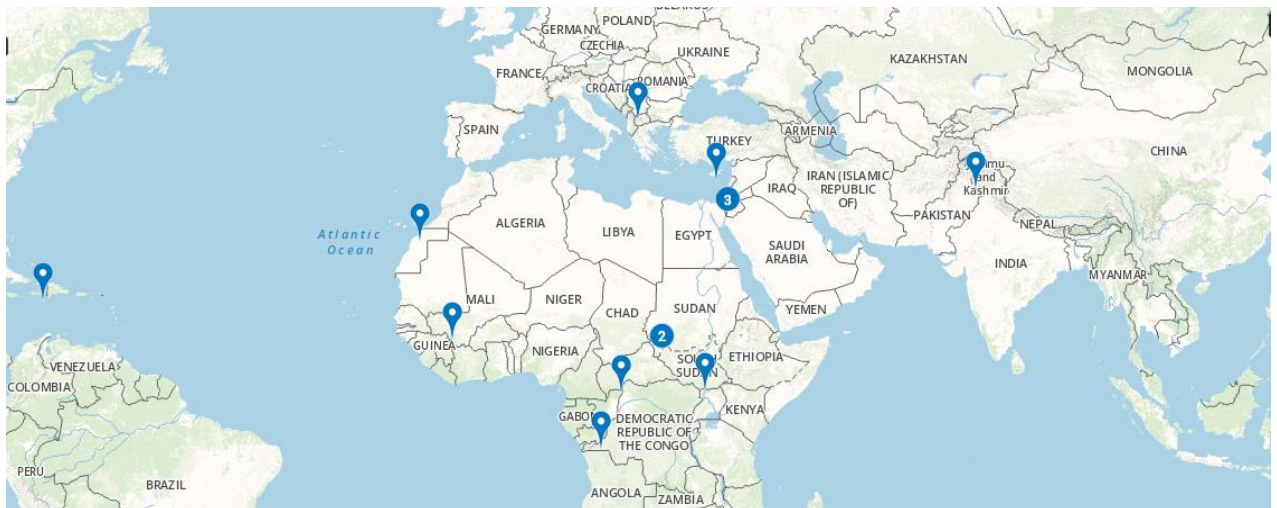 BELARUS
POLAND
GERMANY
CZECHIA
UKRAINE
KAZAKHSTAN
MONGOLIA
FRANCE
CROATIA
ROMANIA
SPAIN
TURKEY
ARMENIA
CHINA
IRAN (ISLAMIC
REPUBLIC
OF)
IRAQ
and
Kashmir
PAKISTAN
NEPAL
3
ALGERIA
LIBYA
EGYPT
SAUDI
ARABIA
INDIA
MYANMAR
Atlantic
Ocean
MALI
NIGER
CHAD
SUDAN
YEMEN
2
GUINEA
NIGERIA
SOUTH
SUDAN
ETHIOPIA
VENEZUELA
COLOMBIA
GABON
DEMOCRATIC
REPUBLIC OF
THE CONGO
KENYA
PERU
BRAZIL
ANGOLA
ZAMBIA